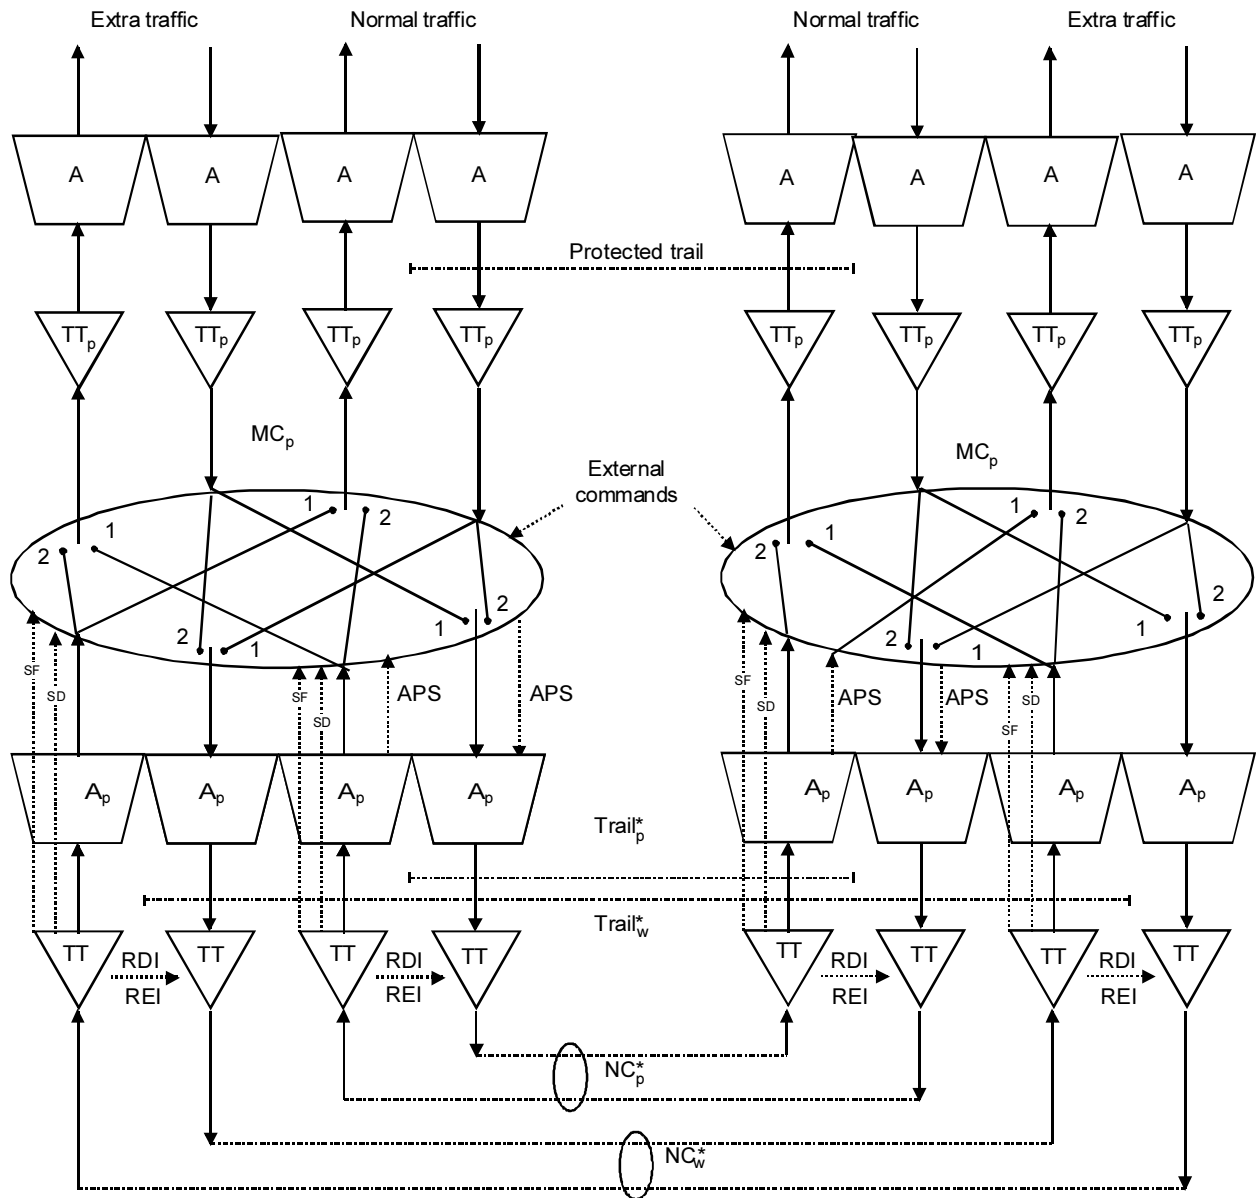 Extra traffic Normal traffic Normal traffic Extra traffic
A A A A A A A A
Protected trail
TTp TTp TTp TTp TTp TTp TTp TTp
MCp MCp
External
commands
1 2 1 2
2 1 2 1
1 2 1 2
2 1 2 1
SF SD SF SD APS APS SF SD APS APS SF SD
Ap Ap Ap Ap Ap Ap Ap Ap
Trail*p
Trail*w
TT TT TT TT TT TT TT TT
RDI RDI RDI RDI
REI REI REI REI
NC*p
NC*w